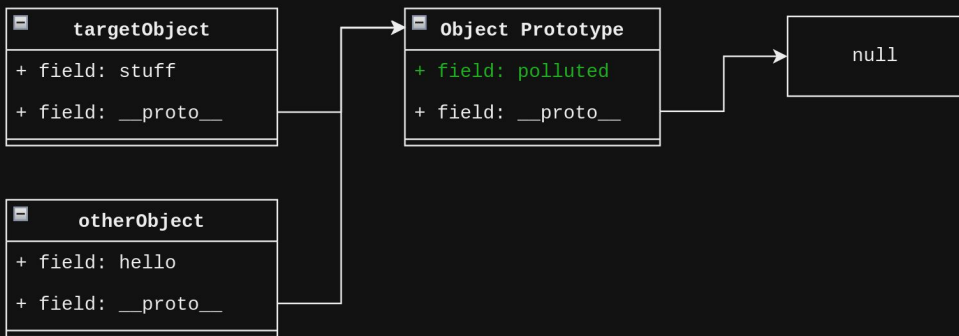 targetObject
+ field: stuff
+ field: __proto__
Object Prototype
+ field: polluted
+ field: __proto__
null
otherObject
+ field: hello
+ field: __proto__